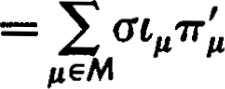 = ∑_{μ∈M} σι_μ π′_μ